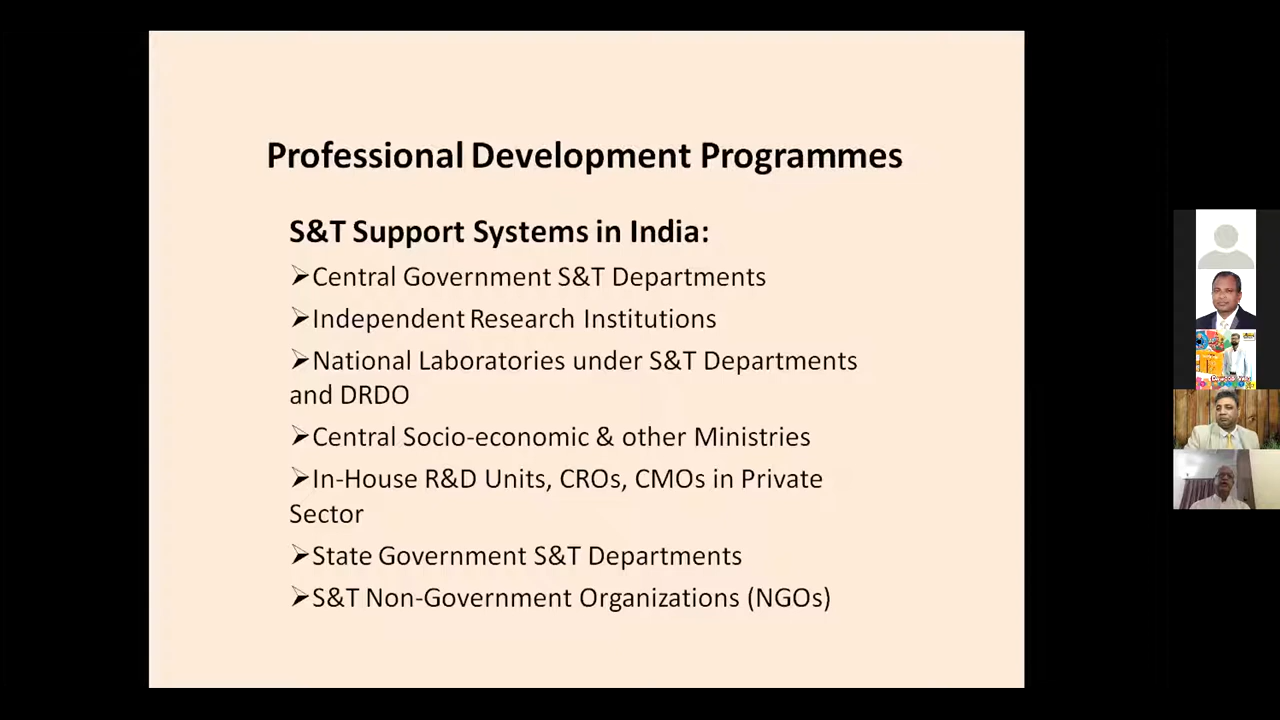 Professional Development Programmes
S&T Support Systems in India:
➢Central Government S&T Departments
➢Independent Research Institutions
➢National Laboratories under S&T Departments
and DRDO
➢Central Socio-economic & other Ministries
➢In-House R&D Units, CROs, CMOs in Private
Sector
➢State Government S&T Departments
➢S&T Non-Government Organizations (NGOs)